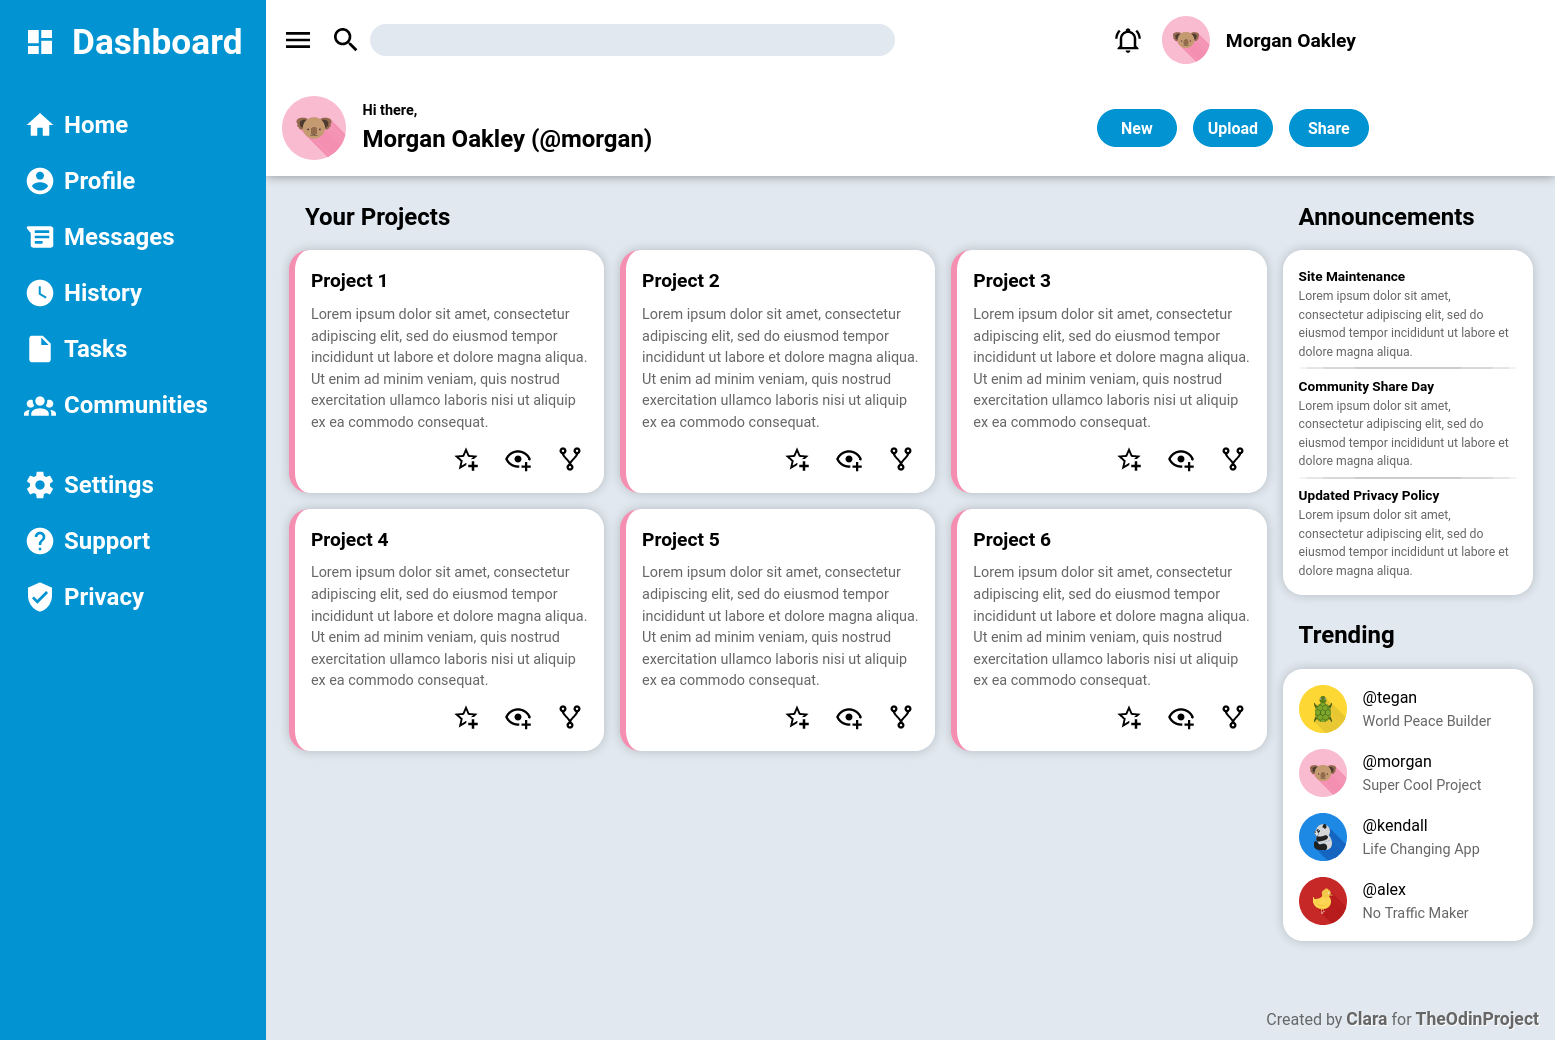 Dashboard
Home
Profile
Messages
History
Tasks
Communities
Settings
Support
Privacy
Morgan Oakley
Hi there,
Morgan Oakley (@morgan)
New
Upload
Share
Your Projects
Project 1
Lorem ipsum dolor sit amet, consectetur
adipiscing elit, sed do eiusmod tempor
incididunt ut labore et dolore magna aliqua.
Ut enim ad minim veniam, quis nostrud
exercitation ullamco laboris nisi ut aliquip
ex ea commodo consequat.
Project 2
Lorem ipsum dolor sit amet, consectetur
adipiscing elit, sed do eiusmod tempor
incididunt ut labore et dolore magna aliqua.
Ut enim ad minim veniam, quis nostrud
exercitation ullamco laboris nisi ut aliquip
ex ea commodo consequat.
Project 3
Lorem ipsum dolor sit amet, consectetur
adipiscing elit, sed do eiusmod tempor
incididunt ut labore et dolore magna aliqua.
Ut enim ad minim veniam, quis nostrud
exercitation ullamco laboris nisi ut aliquip
ex ea commodo consequat.
Project 4
Lorem ipsum dolor sit amet, consectetur
adipiscing elit, sed do eiusmod tempor
incididunt ut labore et dolore magna aliqua.
Ut enim ad minim veniam, quis nostrud
exercitation ullamco laboris nisi ut aliquip
ex ea commodo consequat.
Project 5
Lorem ipsum dolor sit amet, consectetur
adipiscing elit, sed do eiusmod tempor
incididunt ut labore et dolore magna aliqua.
Ut enim ad minim veniam, quis nostrud
exercitation ullamco laboris nisi ut aliquip
ex ea commodo consequat.
Project 6
Lorem ipsum dolor sit amet, consectetur
adipiscing elit, sed do eiusmod tempor
incididunt ut labore et dolore magna aliqua.
Ut enim ad minim veniam, quis nostrud
exercitation ullamco laboris nisi ut aliquip
ex ea commodo consequat.
Announcements
Site Maintenance
Lorem ipsum dolor sit amet,
consectetur adipiscing elit, sed do
eiusmod tempor incididunt ut labore et
dolore magna aliqua.
Community Share Day
Lorem ipsum dolor sit amet,
consectetur adipiscing elit, sed do
eiusmod tempor incididunt ut labore et
dolore magna aliqua.
Updated Privacy Policy
Lorem ipsum dolor sit amet,
consectetur adipiscing elit, sed do
eiusmod tempor incididunt ut labore et
dolore magna aliqua.
Trending
@tegan
World Peace Builder
@morgan
Super Cool Project
@kendall
Life Changing App
@alex
No Traffic Maker
Created by Clara for TheOdinProject